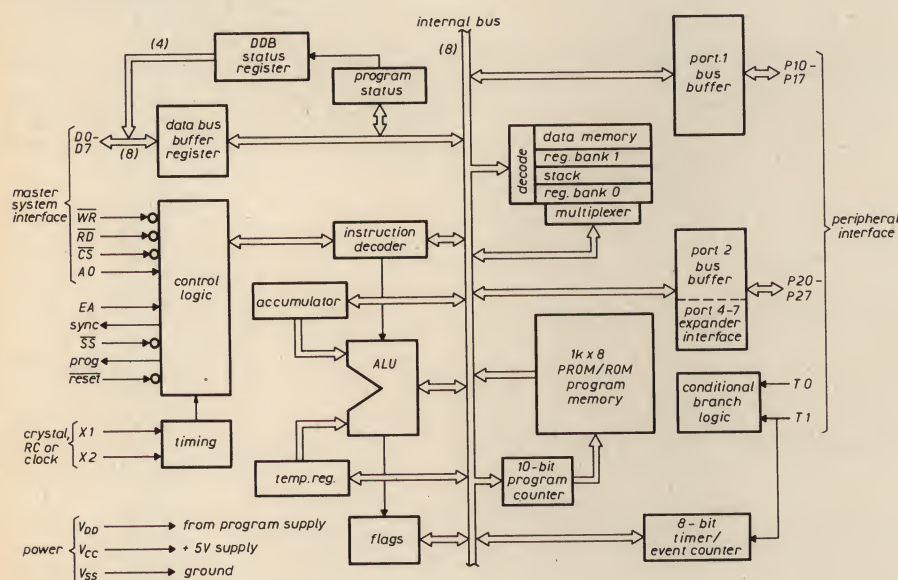 internal bus
(8)
(4)
DDB
status
register
program
status
port.1
bus
buffer
P10-
P17
D0-
D7
(8)
data bus
buffer
register
decode
data memory
reg. bank 1
stack
reg. bank 0
multiplexer
master
system
interface
WR
RD
CS
A0
EA
sync
SS
prog
reset
control
logic
instruction
decoder
peripheral
interface
accumulator
port 2
bus
buffer
port 4-7
expander
interface
P20-
P27
ALU
1k x 8
PROM/ROM
program
memory
conditional
branch
logic
T0
T1
crystal,
RC or
clock
X1
X2
timing
temp.reg.
10-bit
program
counter
flags
8-bit
timer/
event counter
power
VDD from program supply
VCC + 5V supply
VSS ground